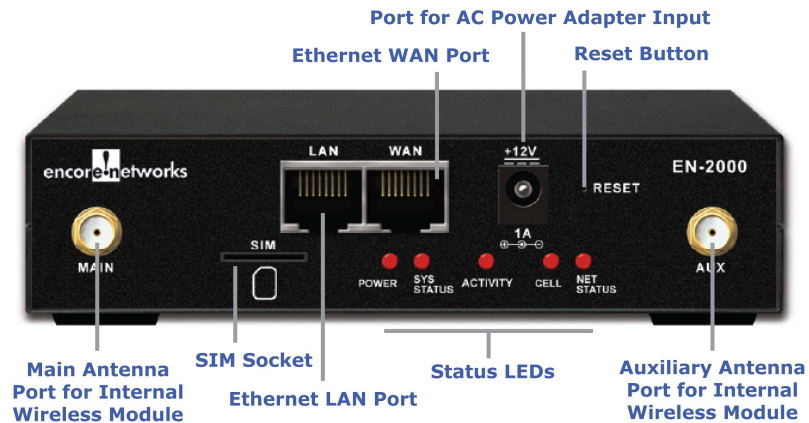 Port for AC Power Adapter Input
Ethernet WAN Port
Reset Button
LAN
WAN
+12V
encore!networks
EN-2000
RESET
MAIN
SIM
1A
AUX
POWER
SYS
STATUS
ACTIVITY
CELL
NET
STATUS
Main Antenna
Port for Internal
Wireless Module
SIM Socket
Ethernet LAN Port
Status LEDs
Auxiliary Antenna
Port for Internal
Wireless Module